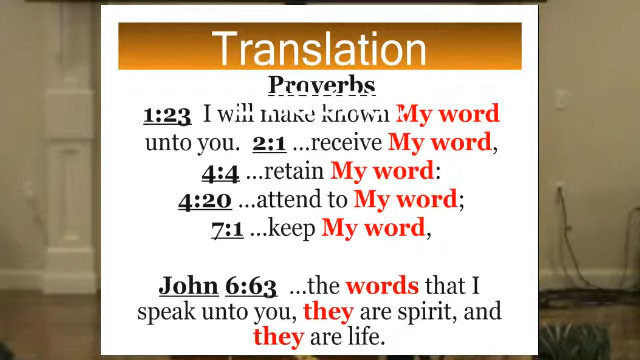 Translation
Proverbs
1:23 I will make known My word
unto you. 2:1 ...receive My word,
4:4 ...retain My word:
4:20 ...attend to My word;
7:1 ...keep My word,
John 6:63 ...the words that I
speak unto you, they are spirit, and
they are life.